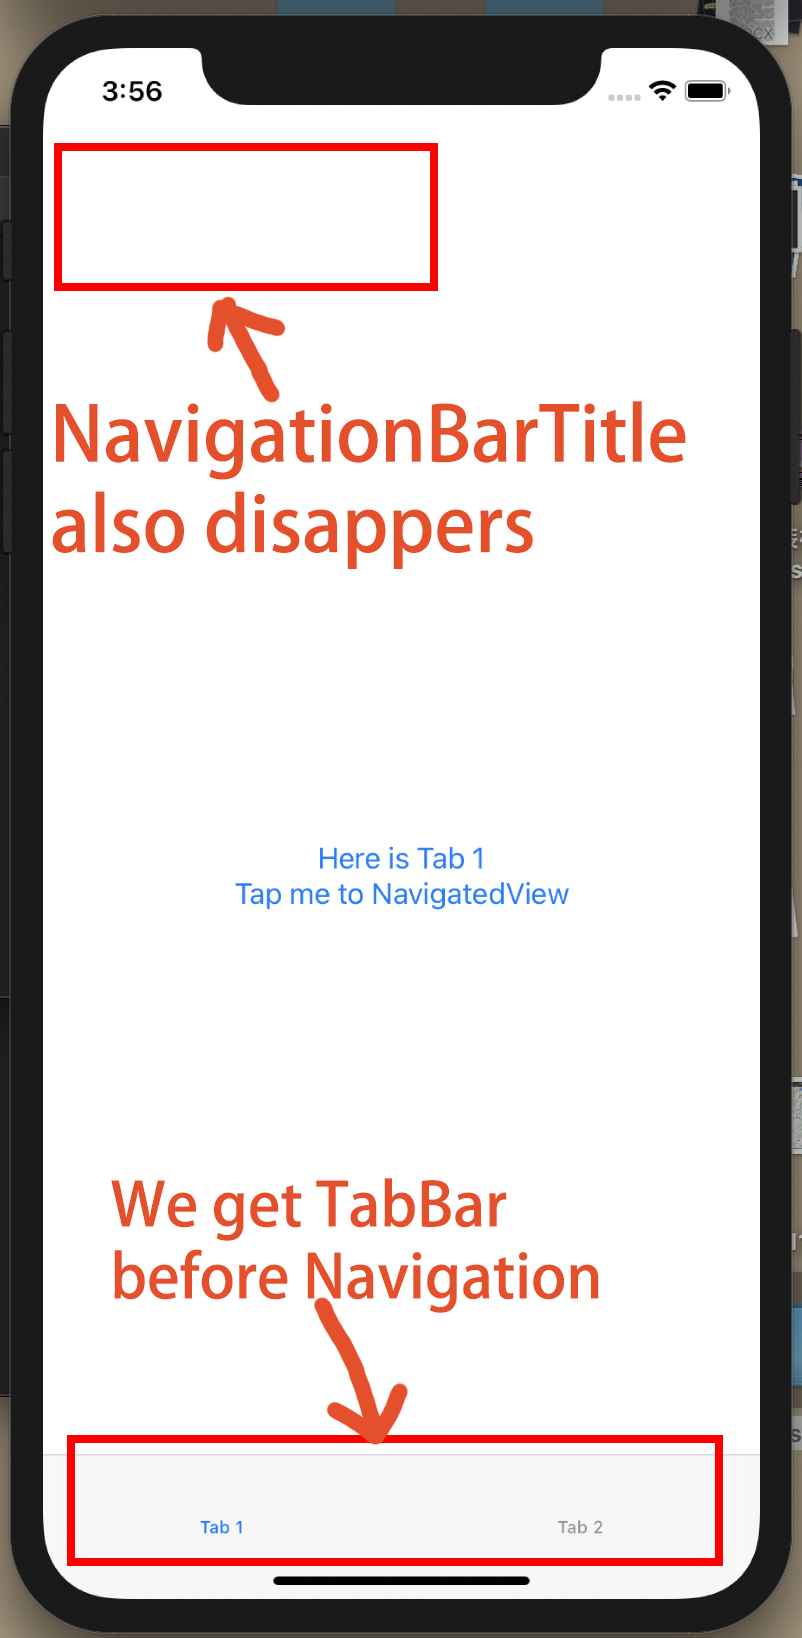 DCX
3:56
NavigationBarTitle
also disappers
Here is Tab 1
Tap me to NavigatedView
We get TabBar
before Navigation
Tab 1
Tab 2